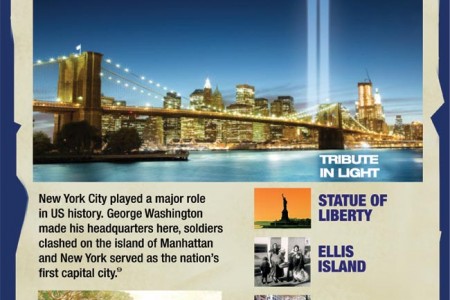 TRIBUTE
IN LIGHT
New York City played a major role
in US history. George Washington
made his headquarters here, soldiers
clashed on the island of Manhattan
and New York served as the nation's
first capital city.
STATUE OF
LIBERTY
ELLIS
ISLAND